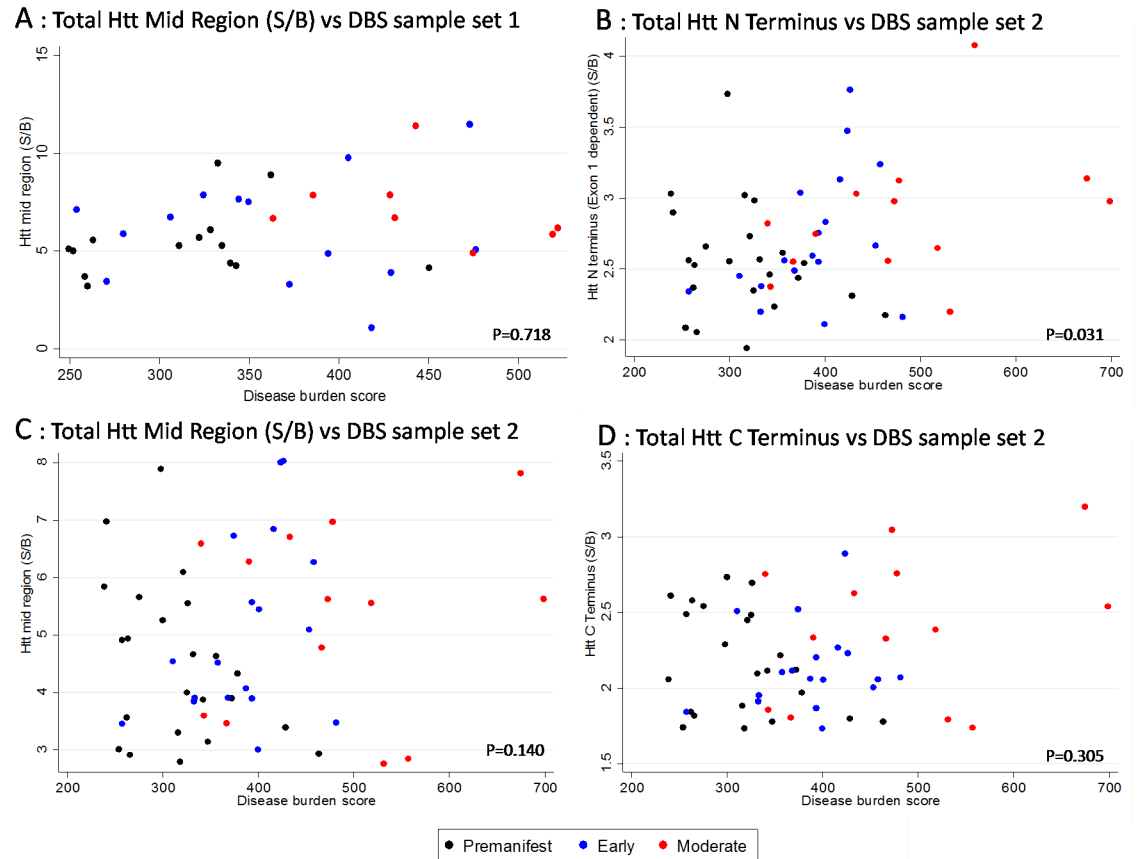 A : Total Htt Mid Region (S/B) vs DBS sample set 1
Htt mid region (S/B)
15
10
5
0
250 300 350 400 450 500
Disease burden score
P=0.718
B : Total Htt N Terminus vs DBS sample set 2
Htt N terminus (Exon 1 dependent) (S/B)
4
3.5
3
2.5
2
200 300 400 500 600 700
Disease burden score
P=0.031
C : Total Htt Mid Region (S/B) vs DBS sample set 2
Htt mid region (S/B)
8
7
6
5
4
3
200 300 400 500 600 700
Disease burden score
P=0.140
D : Total Htt C Terminus vs DBS sample set 2
Htt C Terminus (S/B)
3.5
3
2.5
2
1.5
200 300 400 500 600 700
Disease burden score
P=0.305
Premanifest Early Moderate